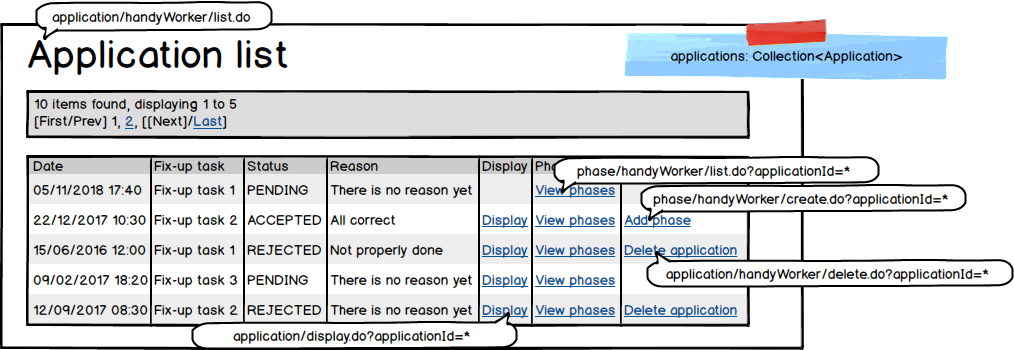 application/handyWorker/list.do
Application list
applications: Collection<Application>
10 items found, displaying 1 to 5
[First/Prev] 1, 2, [[Next]/Last]
Date Fix-up task Status Reason Display
phase/handyWorker/list.do?applicationId=*
05/11/2018 17:40 Fix-up task 1 PENDING There is no reason yet View phases
phase/handyWorker/create.do?applicationId=*
22/12/2017 10:30 Fix-up task 2 ACCEPTED All correct Display View phases Add phase
15/06/2016 12:00 Fix-up task 1 REJECTED Not properly done Display View phases Delete application
application/handyWorker/delete.do?applicationId=*
09/02/2017 18:20 Fix-up task 3 PENDING There is no reason yet View phases
12/09/2017 08:30 Fix-up task 2 REJECTED There is no reason yet Display View phases Delete application
application/display.do?applicationId=*